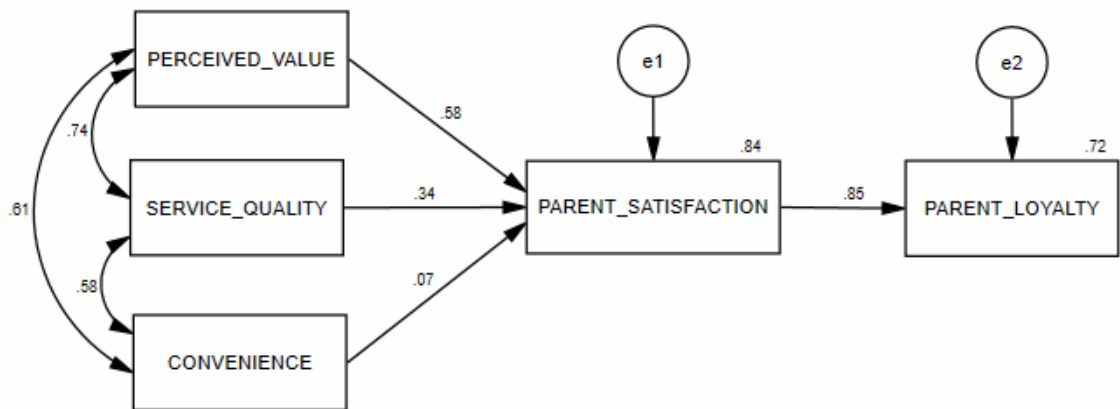 PERCEIVED_VALUE
e1
e2
.58
.74
.84
.72
.61
SERVICE_QUALITY
.34
PARENT_SATISFACTION
.85
PARENT_LOYALTY
.58
.07
CONVENIENCE